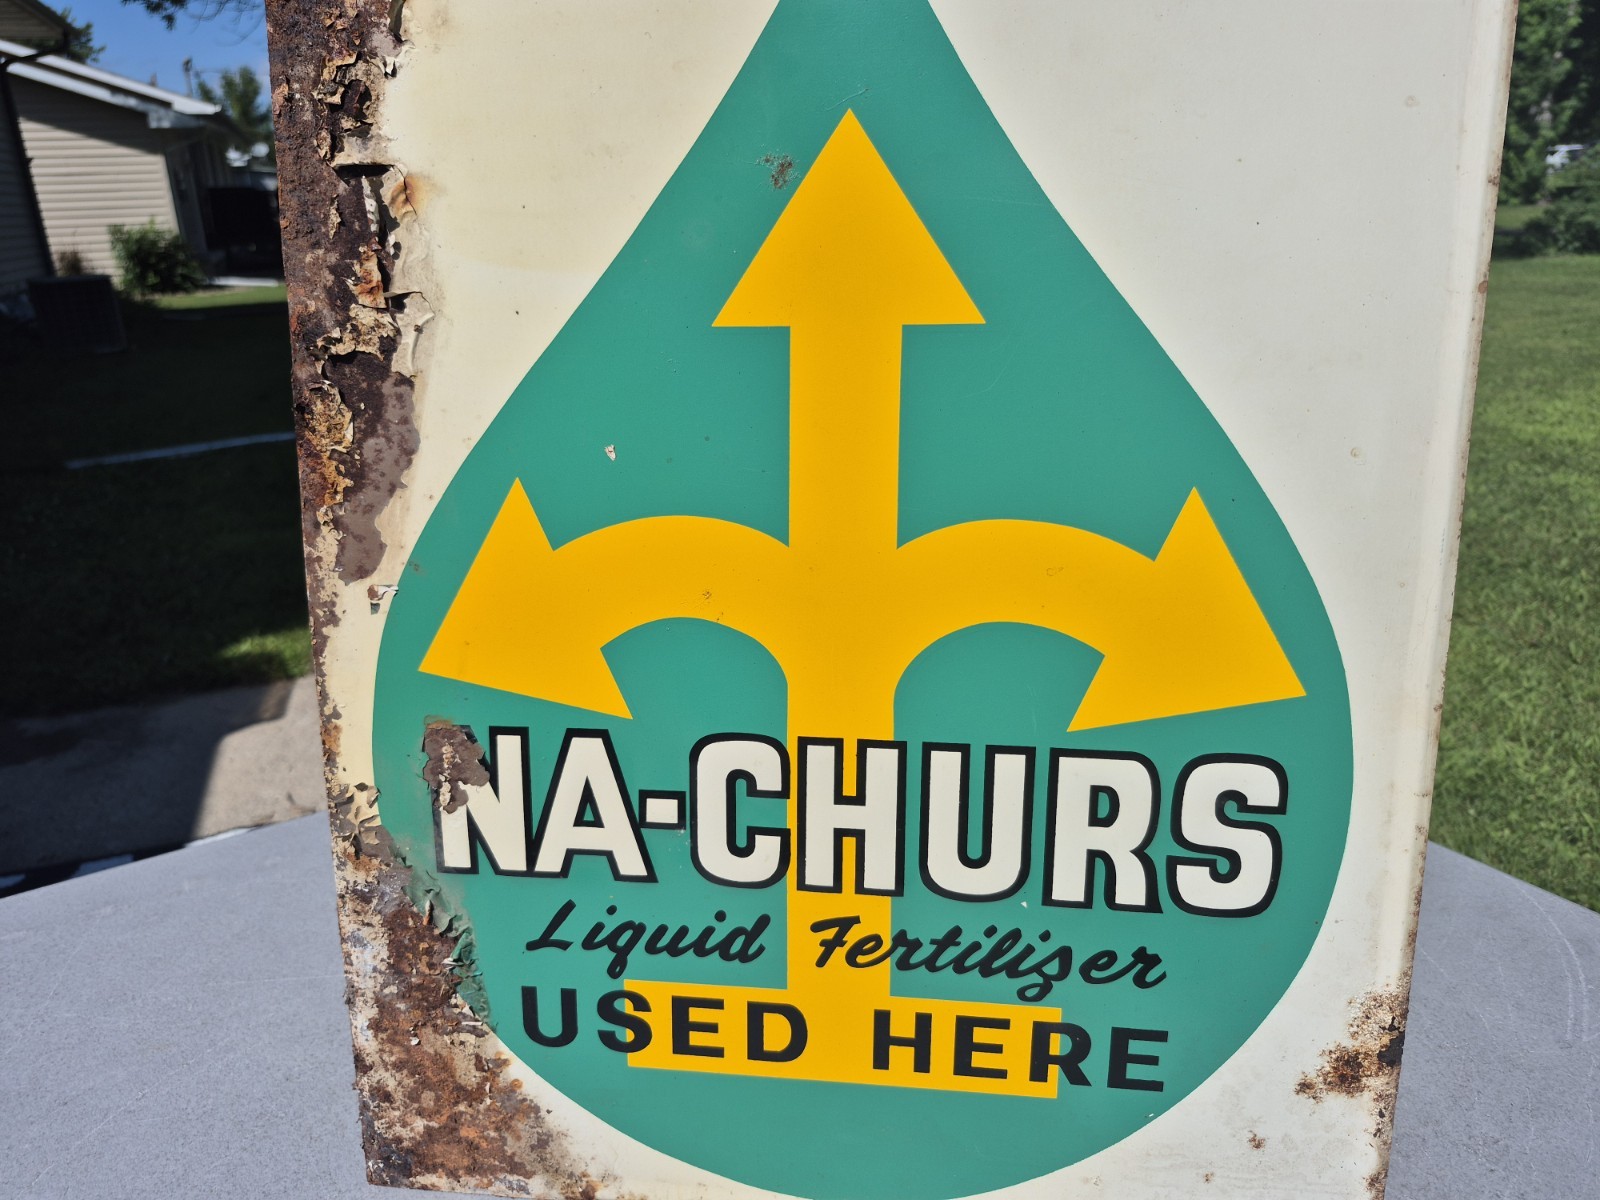 NA-CHURS
Liquid Fertilizer
USED HERE